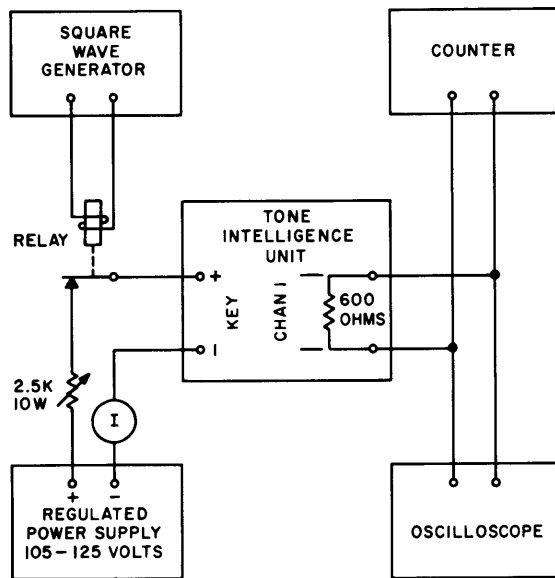 SQUARE
WAVE
GENERATOR
COUNTER
RELAY
TONE
INTELLIGENCE
UNIT
+
KEY
CHAN 1
600
OHMS
2.5K
10W
I
+ -
REGULATED
POWER SUPPLY
105-125 VOLTS
OSCILLOSCOPE